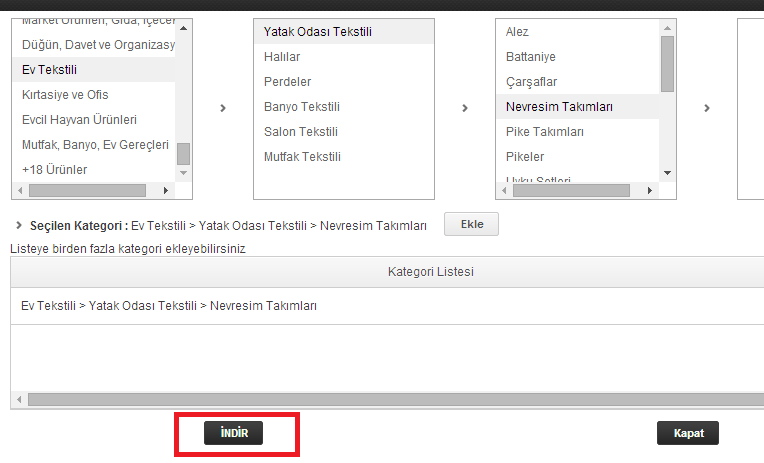 Market Ürünleri, Gıda, İçecek
Düğün, Davet ve Organizasy
Ev Tekstili
Kırtasiye ve Ofis
Evcil Hayvan Ürünleri
Mutfak, Banyo, Ev Gereçleri
+18 Ürünler
Yatak Odası Tekstili
Halılar
Perdeler
Banyo Tekstili
Salon Tekstili
Mutfak Tekstili
Alez
Battaniye
Çarşaflar
Nevresim Takımları
Pike Takımları
Pikeler
Uyku Setleri
Seçilen Kategori : Ev Tekstili > Yatak Odası Tekstili > Nevresim Takımları
Ekle
Listeye birden fazla kategori ekleyebilirsiniz
Kategori Listesi
Ev Tekstili > Yatak Odası Tekstili > Nevresim Takımları
İNDİR
Kapat